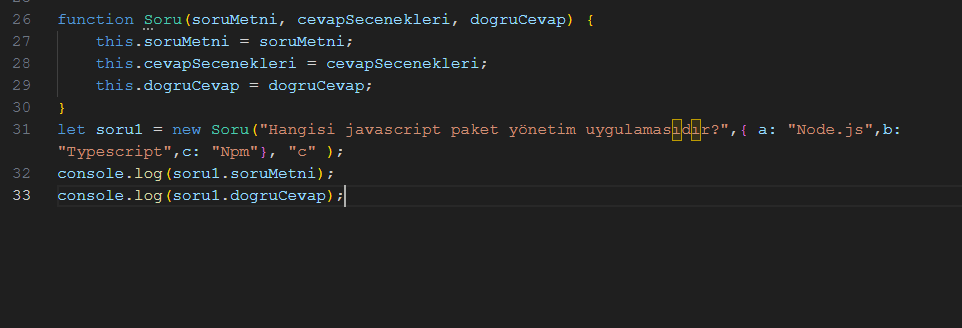 26 function Soru(soruMetni, cevapSecenekleri, dogruCevap) {
27     this.soruMetni = soruMetni;
28     this.cevapSecenekleri = cevapSecenekleri;
29     this.dogruCevap = dogruCevap;
30 }
31 let soru1 = new Soru("Hangisi javascript paket yönetim uygulamasıdır?",{ a: "Node.js",b:
"Typescript",c: "Npm"}, "c" );
32 console.log(soru1.soruMetni);
33 console.log(soru1.dogruCevap);